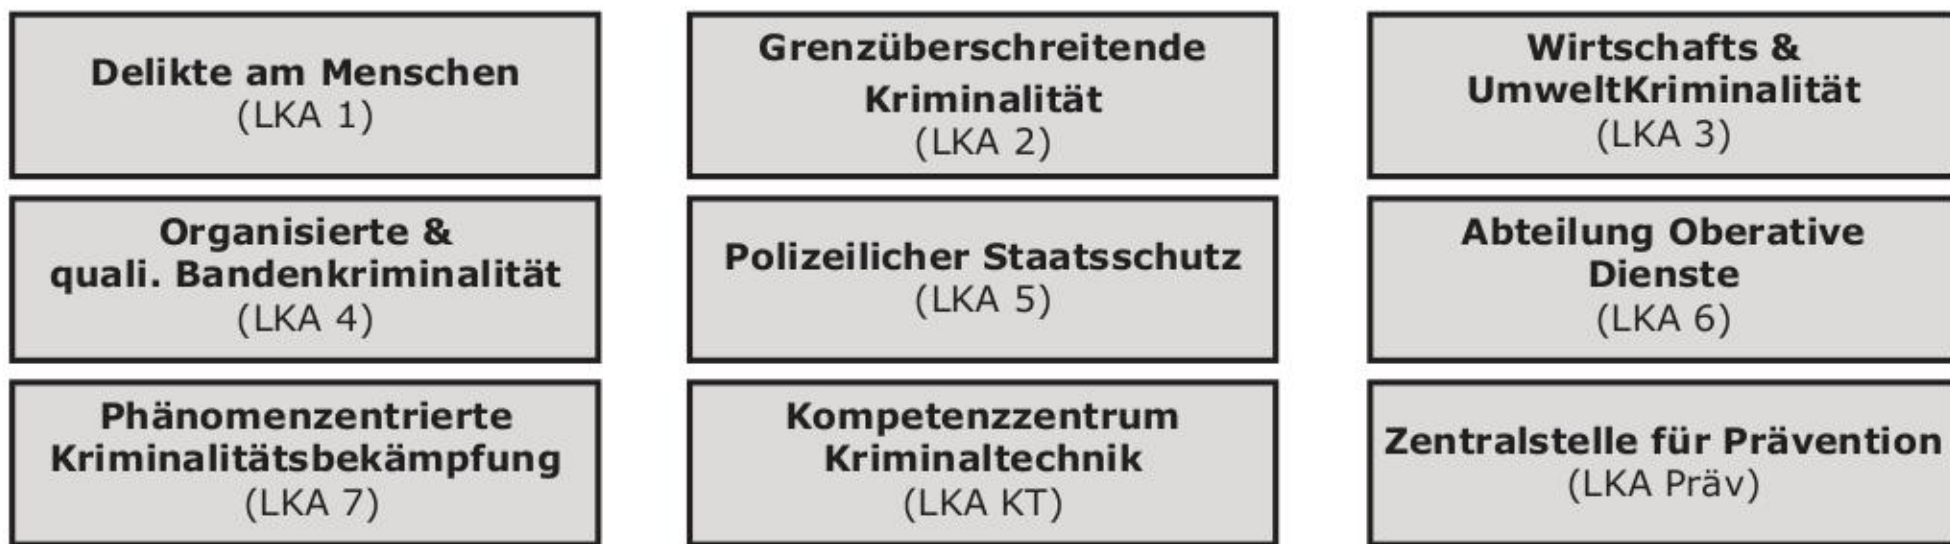 Delikte am Menschen
(LKA 1)
Grenzüberschreitende
Kriminalität
(LKA 2)
Wirtschafts &
UmweltKriminalität
(LKA 3)
Organisierte &
quali. Bandenkriminalität
(LKA 4)
Polizeilicher Staatsschutz
(LKA 5)
Abteilung Oberative
Dienste
(LKA 6)
Phänomenzentrierte
Kriminalitätsbekämpfung
(LKA 7)
Kompetenzzentrum
Kriminaltechnik
(LKA KT)
Zentralstelle für Prävention
(LKA Präv)